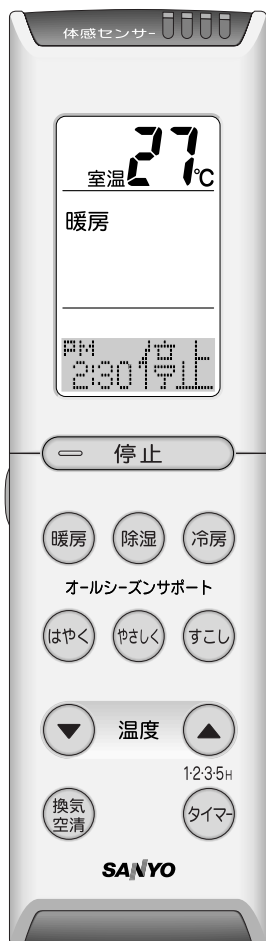 体感センサー
27
室温 ℃
暖房
PM
2:30 停止
停止
暖房 除湿 冷房
オールシーズンサポート
はやく やさしく すこし
▼ 温度 ▲
1・2・3・5H
換気 タイマー
空清
SANYO